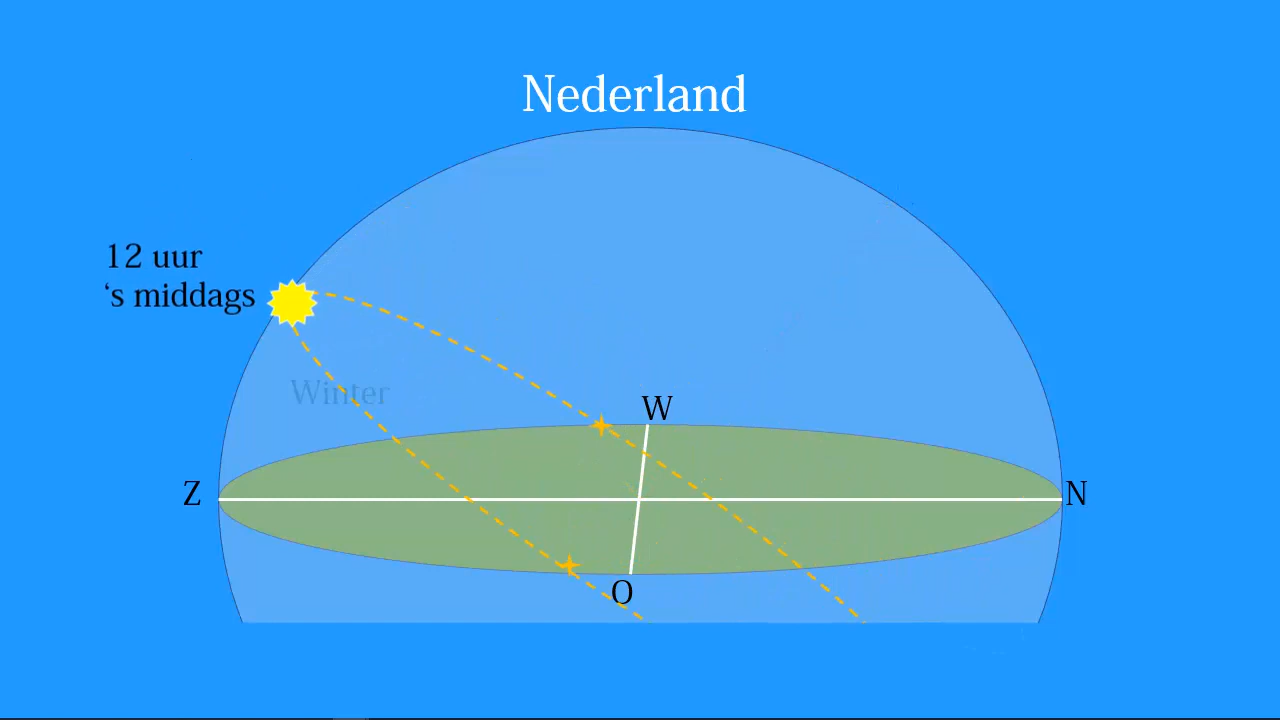 Nederland
12 uur
‘s middags
Winter
W
Z
N
O